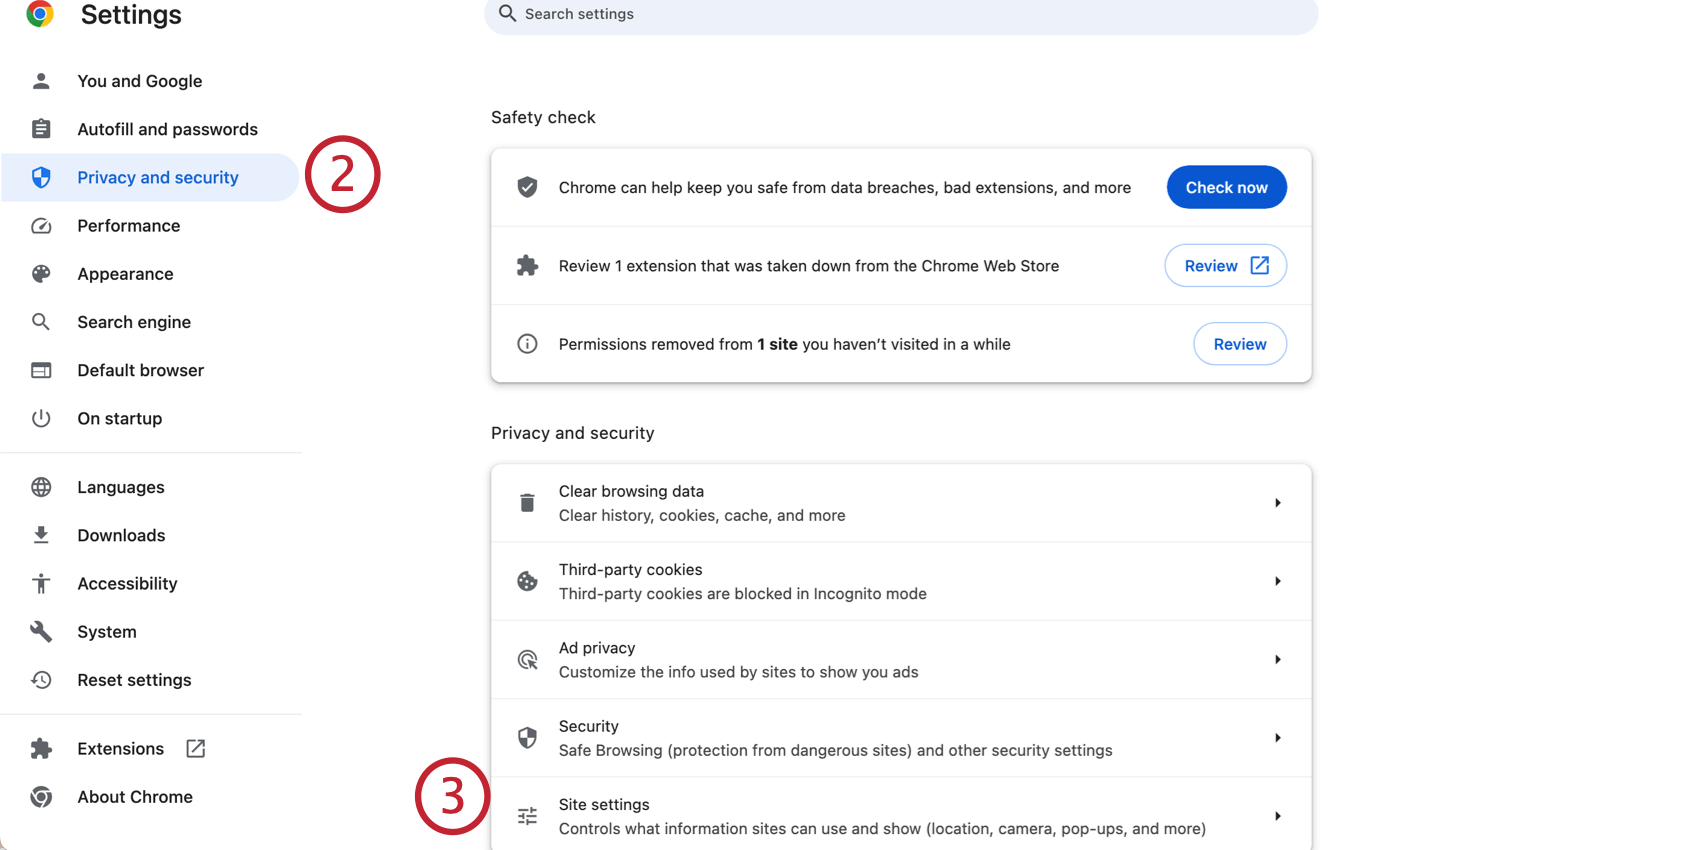 Settings
Search settings
You and Google
Autofill and passwords
Privacy and security
2
Performance
Appearance
Search engine
Default browser
On startup
Languages
Downloads
Accessibility
System
Reset settings
Extensions
About Chrome
Safety check
Chrome can help keep you safe from data breaches, bad extensions, and more
Check now
Review 1 extension that was taken down from the Chrome Web Store
Review
Permissions removed from 1 site you haven't visited in a while
Review
Privacy and security
Clear browsing data
Clear history, cookies, cache, and more
Third-party cookies
Third-party cookies are blocked in Incognito mode
Ad privacy
Customize the info used by sites to show you ads
Security
Safe Browsing (protection from dangerous sites) and other security settings
3
Site settings
Controls what information sites can use and show (location, camera, pop-ups, and more)